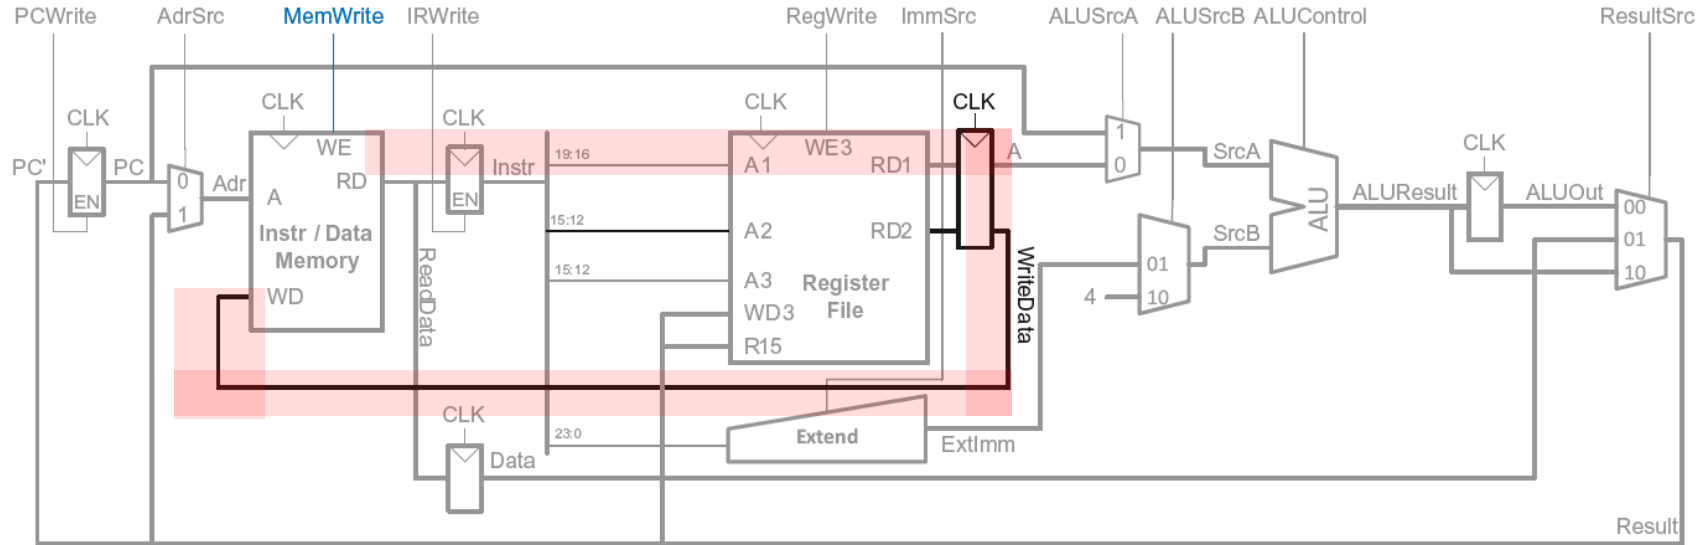 PCWrite AdrSrc MemWrite IRWrite RegWrite ImmSrc ALUSrcA ALUSrcB ALUControl ResultSrc
CLK CLK CLK
CLK CLK CLK
WE 19:16 WE3 A 1
PC' PC 0 Adr RD Instr A1 RD1 0 SrcA ALUResult ALUOut
EN 1 A EN 00
Instr / Data 15:12 A2 RD2 SrcB ALU 01
Memory ReadData 15:12 A3 Register WriteData 01 10
WD WD3 File 4 10
R15
CLK
23:0 Extend ExtImm
Data
Result